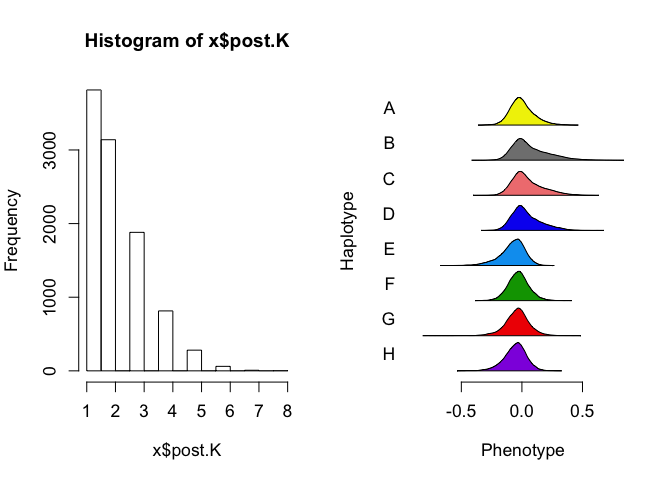 Histogram of x$post.K
Frequency
0 1000 2000 3000
1 2 3 4 5 6 7 8
x$post.K
Haplotype
A
B
C
D
E
F
G
H
-0.5 0.0 0.5
Phenotype